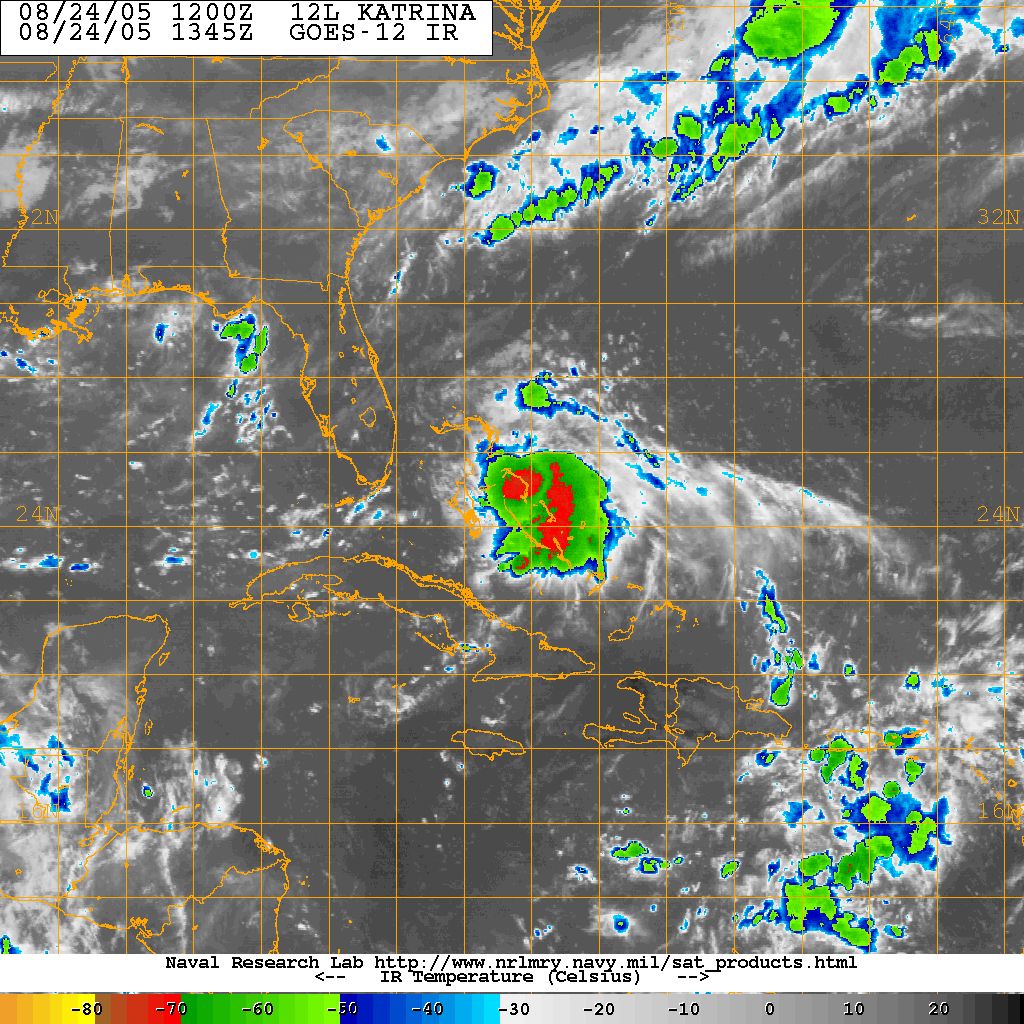 08/24/05 1200Z 12L KATRINA
08/24/05 1345Z GOES-12 IR
2N 32N
24N 24N
16N 16N
Naval Research Lab http://www.nrlmry.navy.mil/sat_products.html
<-- IR Temperature (Celsius) -->
-80 -70 -60 -50 -40 -30 -20 -10 0 10 20